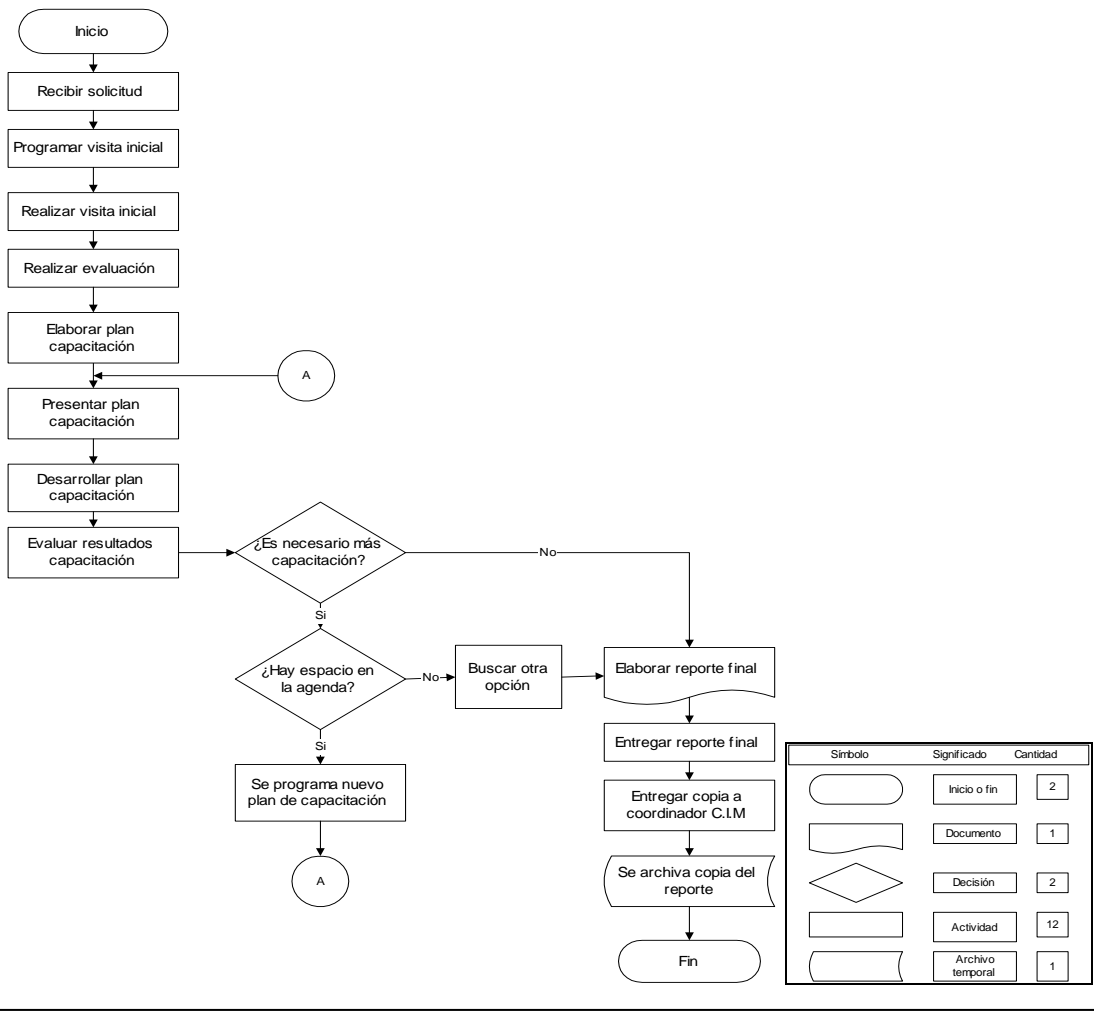 Inicio
Recibir solicitud
Programar visita inicial
Realizar visita inicial
Realizar evaluación
Elaborar plan
capacitación
A
Presentar plan
capacitación
Desarrollar plan
capacitación
Evaluar resultados
capacitación
¿Es necesario más
capacitación?
No
Si
¿Hay espacio en
la agenda?
No
Buscar otra
opción
Elaborar reporte final
Si
Entregar reporte final
Se programa nuevo
plan de capacitación
Entregar copia a
coordinador C.I.M
A
Se archiva copia del
reporte
Fin
Símbolo Significado Cantidad
Inicio o fin 2
Documento 1
Decisión 2
Actividad 12
Archivo
temporal 1